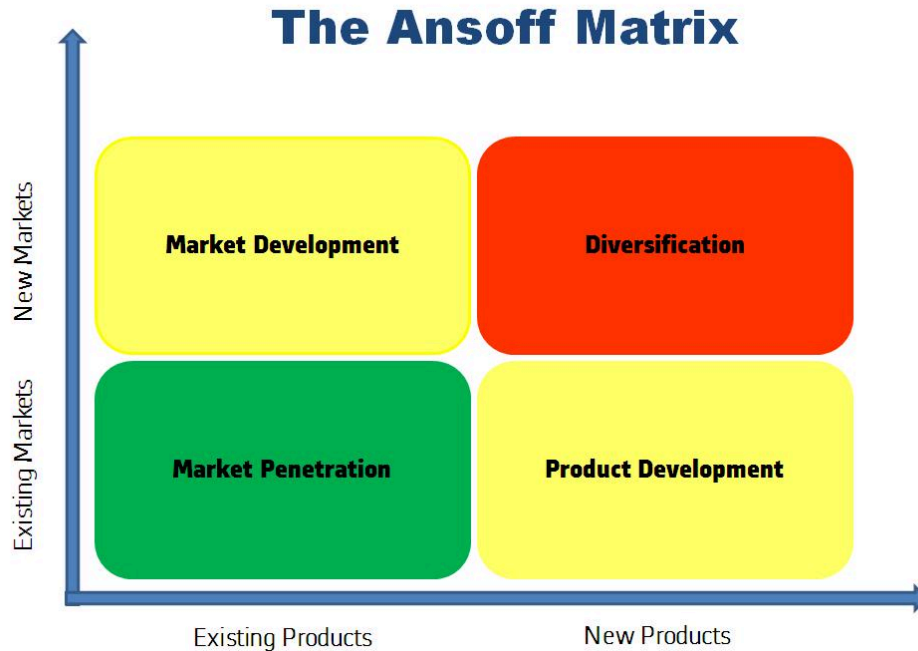 The Ansoff Matrix
New Markets
Market Development
Diversification
Existing Markets
Market Penetration
Product Development
Existing Products
New Products